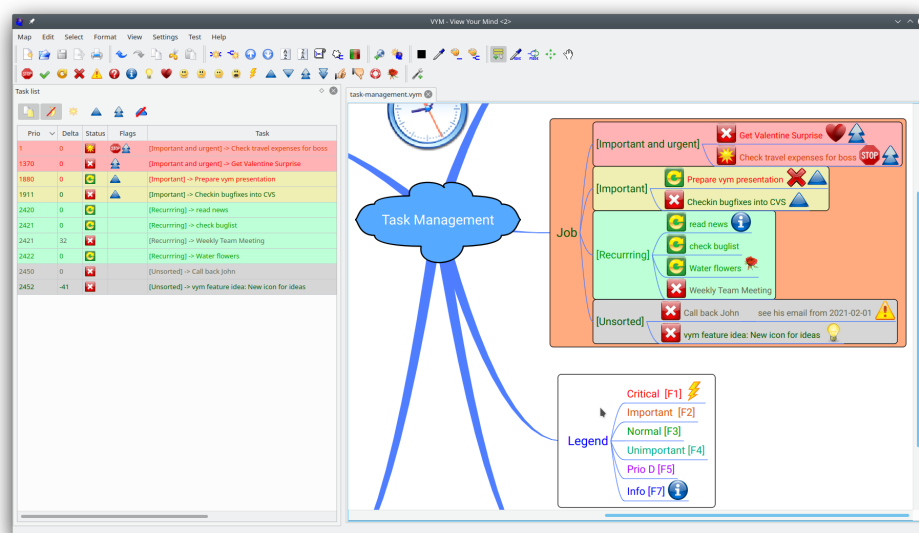 VYM - View Your Mind <2>
Map Edit Select Format View Settings Test Help
Task list
task-management.vym
Prio Delta Status Flags Task
1 0 STOP [Important and urgent] -> Check travel expenses for boss
1370 0 [Important and urgent] -> Get Valentine Surprise
1880 0 [Important] -> Prepare vym presentation
1911 0 [Important] -> Checkin bugfixes into CVS
2420 0 [Recurrring] -> read news
2421 0 [Recurrring] -> check buglist
2421 32 [Recurrring] -> Weekly Team Meeting
2422 0 [Recurrring] -> Water flowers
2450 0 [Unsorted] -> Call back John
2452 -41 [Unsorted] -> vym feature idea: New icon for ideas
Task Management
Job
[Important and urgent]
Get Valentine Surprise
Check travel expenses for boss STOP
[Important]
Prepare vym presentation
Checkin bugfixes into CVS
[Recurrring]
read news
check buglist
Water flowers
Weekly Team Meeting
[Unsorted]
Call back John see his email from 2021-02-01
vym feature idea: New icon for ideas
Legend
Critical [F1]
Important [F2]
Normal [F3]
Unimportant [F4]
Prio D [F5]
Info [F7]